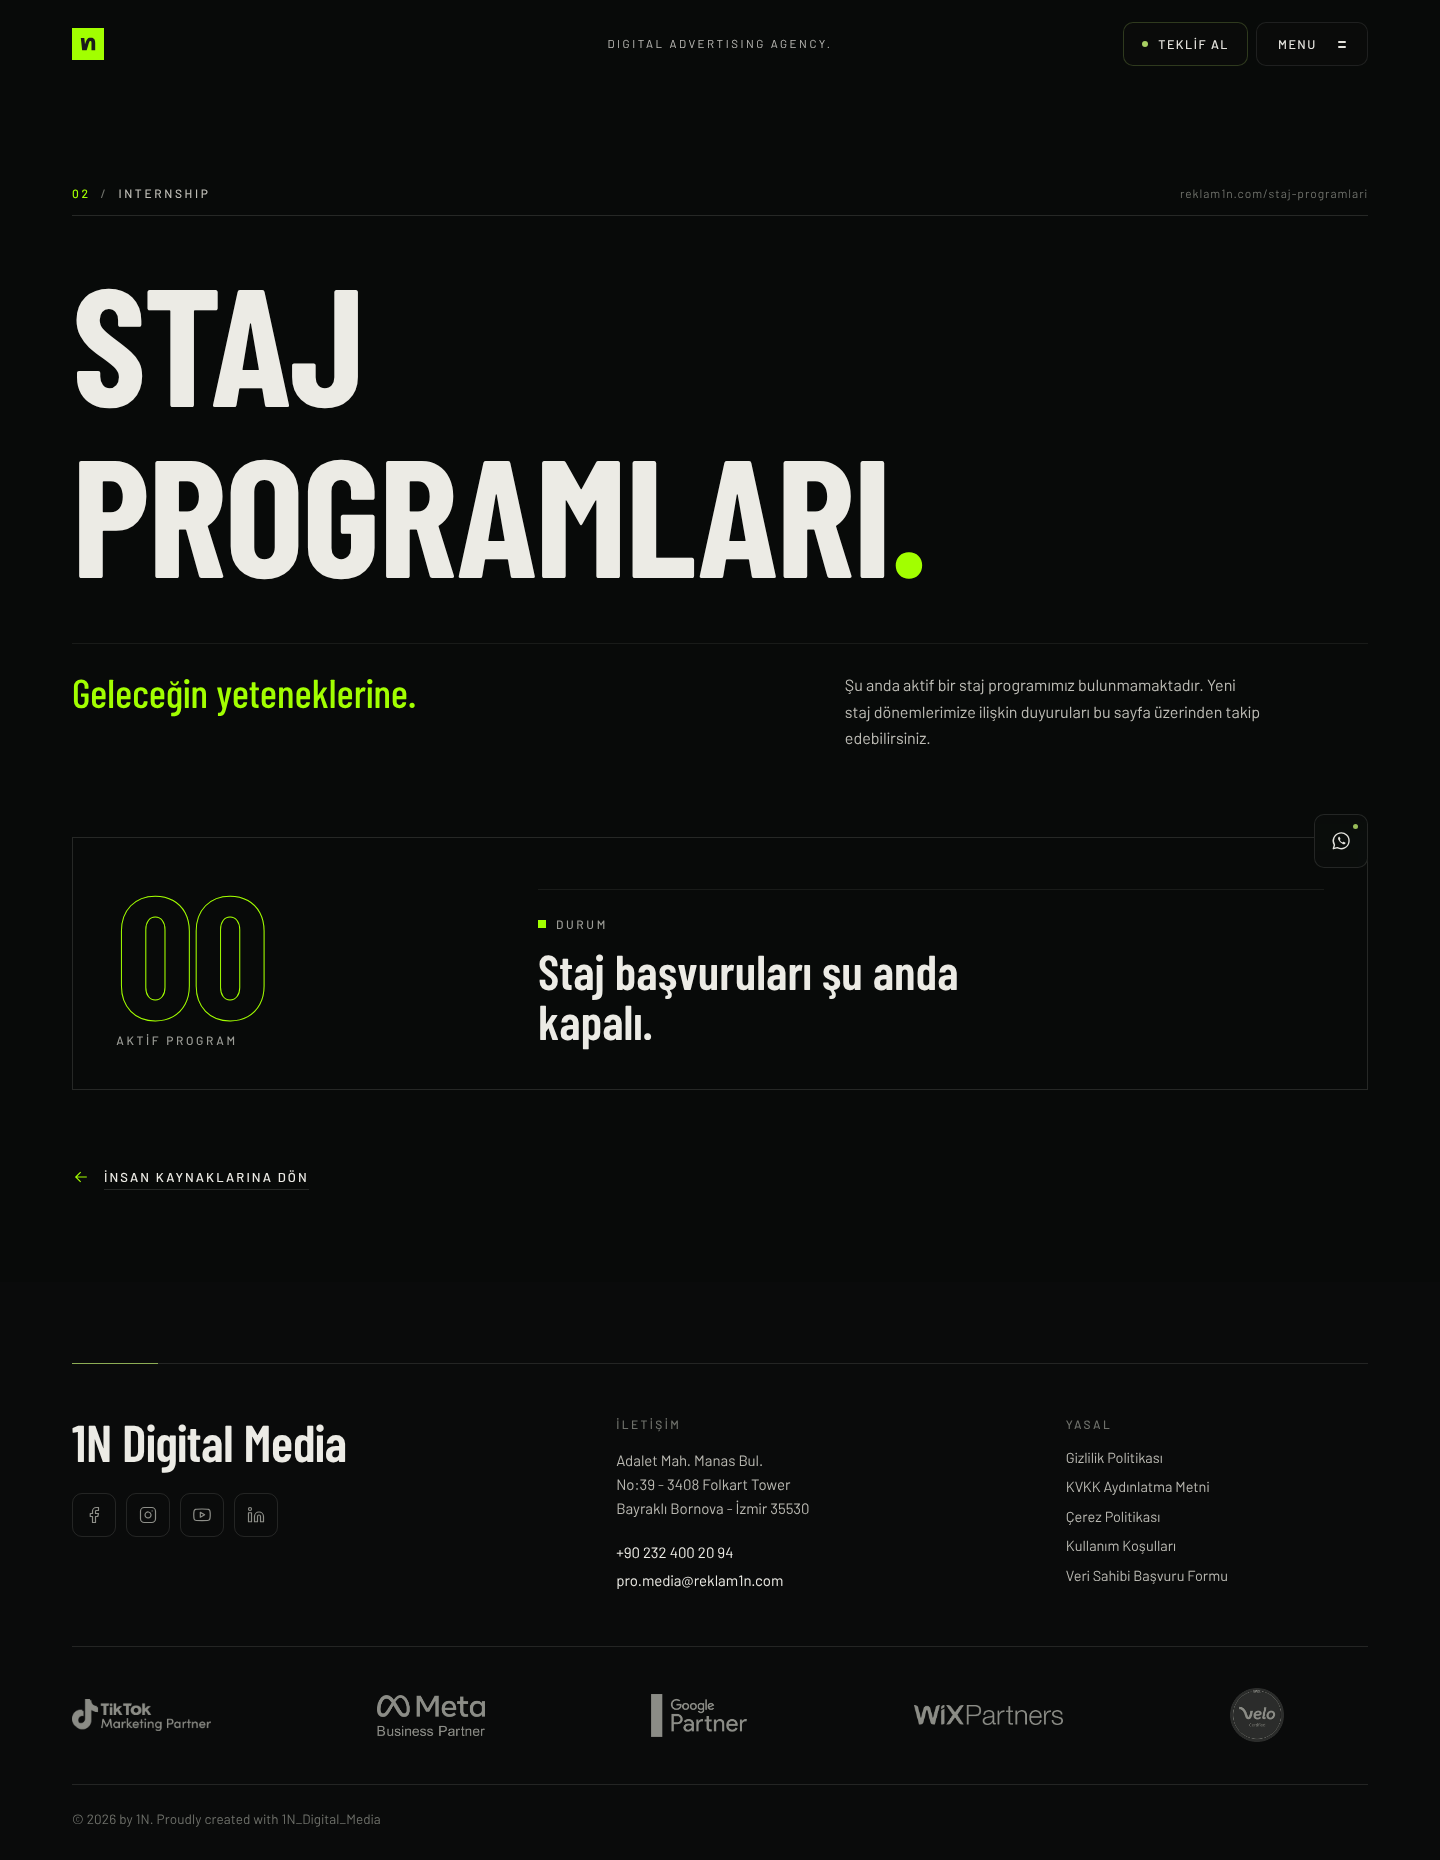 n
DIGITAL ADVERTISING AGENCY.
TEKLİF AL
MENU
02 / INTERNSHIP
reklam1n.com/staj-programlari
STAJ
PROGRAMLARI.
Geleceğin yeteneklerine.
Şu anda aktif bir staj programımız bulunmamaktadır. Yeni
staj dönemlerimize ilişkin duyuruları bu sayfa üzerinden takip
edebilirsiniz.
00
AKTİF PROGRAM
DURUM
Staj başvuruları şu anda
kapalı.
İNSAN KAYNAKLARINA DÖN
1N Digital Media
İLETİŞİM
Adalet Mah. Manas Bul.
No:39 - 3408 Folkart Tower
Bayraklı Bornova - İzmir 35530
+90 232 400 20 94
pro.media@reklam1n.com
YASAL
Gizlilik Politikası
KVKK Aydınlatma Metni
Çerez Politikası
Kullanım Koşulları
Veri Sahibi Başvuru Formu
TikTok
Marketing Partner
Meta
Business Partner
Google
Partner
WiXPartners
velo
© 2026 by 1N. Proudly created with 1N_Digital_Media